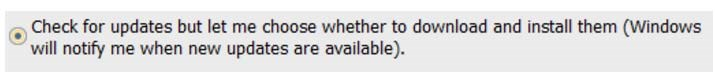 Check for updates but let me choose whether to download and install them (Windows
will notify me when new updates are available).